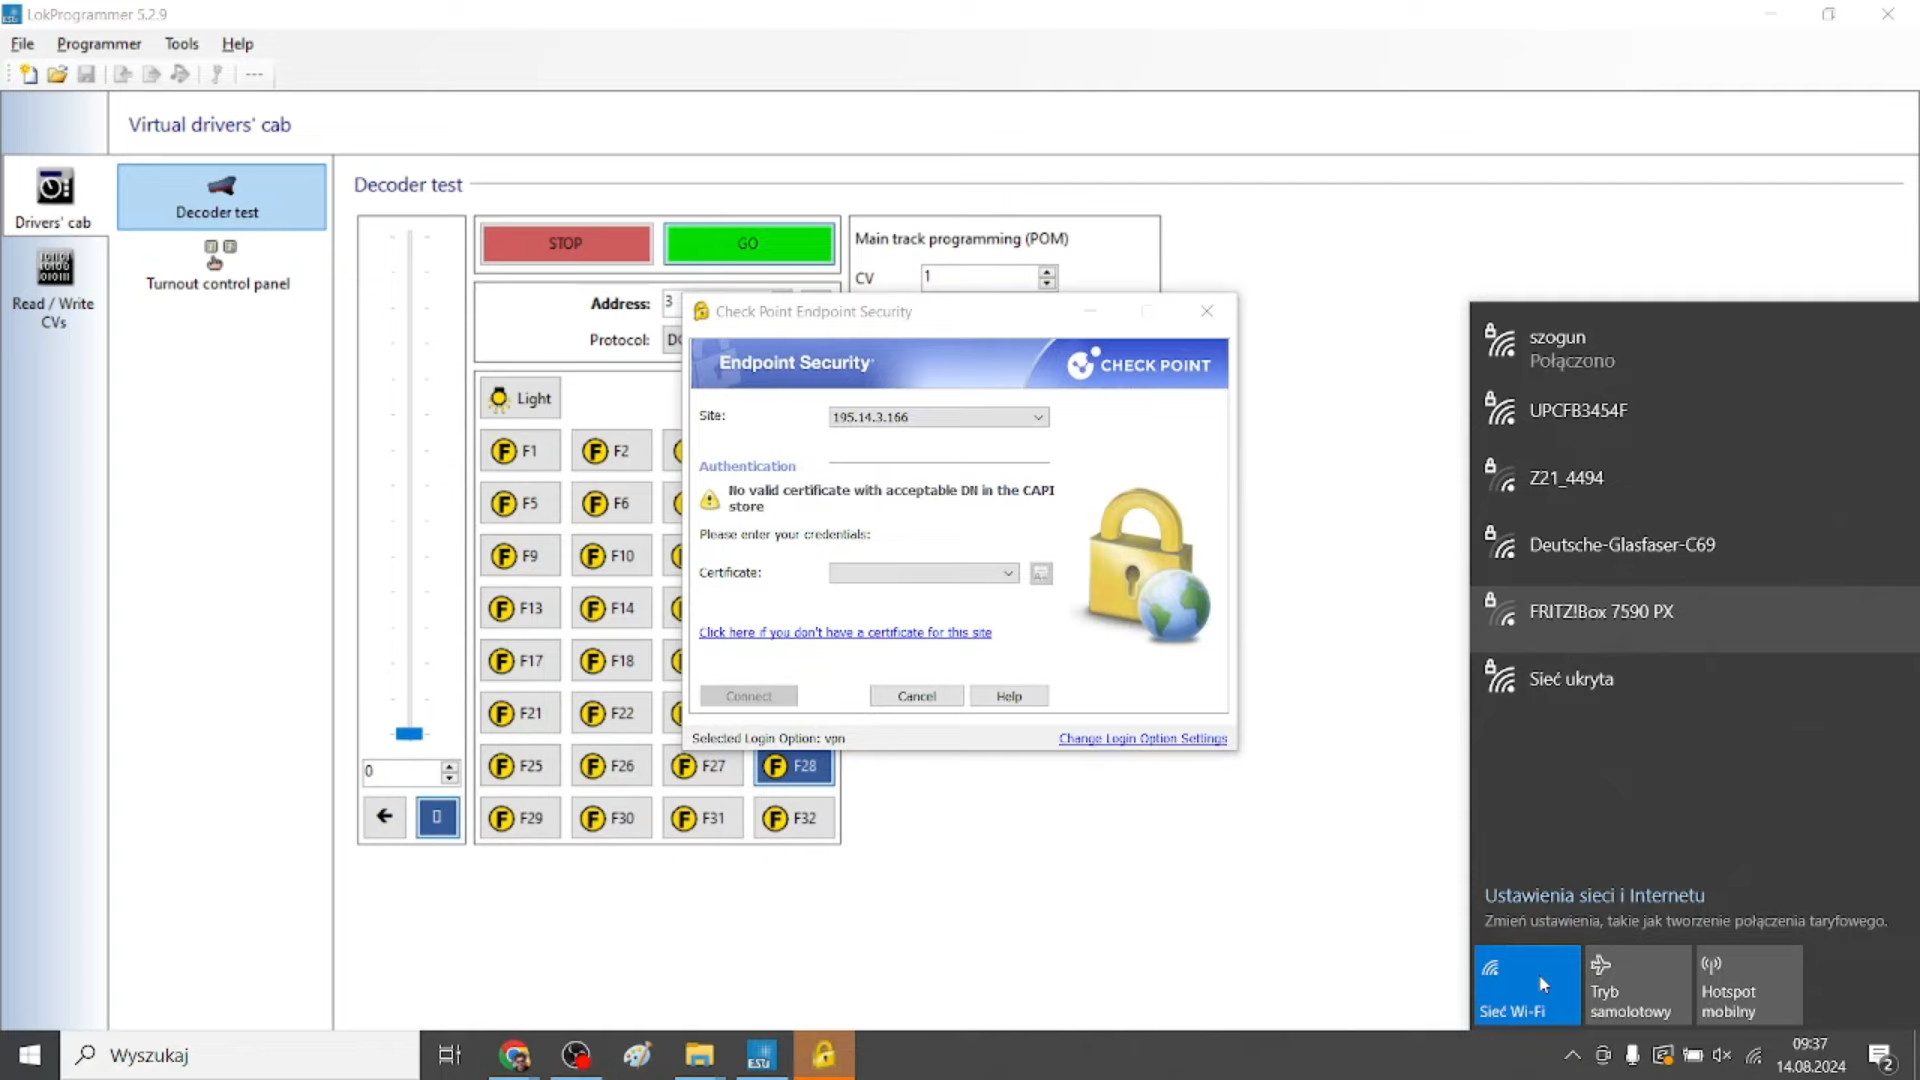 LokProgrammer 5.2.9
File Programmer Tools Help
Virtual drivers' cab
Drivers' cab
Read / Write
CVs
Decoder test
Turnout control panel
Decoder test
STOP GO
Address: 3
Protocol:
Main track programming (POM)
CV 1
Light
F1 F2
F5 F6
F9 F10
F13 F14
F17 F18
F21 F22
F25 F26 F27 F28
F29 F30 F31 F32
0
Check Point Endpoint Security
Endpoint Security
CHECK POINT
Site: 195.14.3.166
Authentication
No valid certificate with acceptable DN in the CAPI
store
Please enter your credentials:
Certificate:
Click here if you don't have a certificate for this site
Connect Cancel Help
Selected Login Option: vpn Change Login Option Settings
szogun
Połączono
UPCFB3454F
Z21_4494
Deutsche-Glasfaser-C69
FRITZ!Box 7590 PX
Sieć ukryta
Ustawienia sieci i Internetu
Zmień ustawienia, takie jak tworzenie połączenia taryfowego.
Sieć Wi-Fi
Tryb
samolotowy
Hotspot
mobilny
Wyszukaj
ESU
09:37
14.08.2024
2